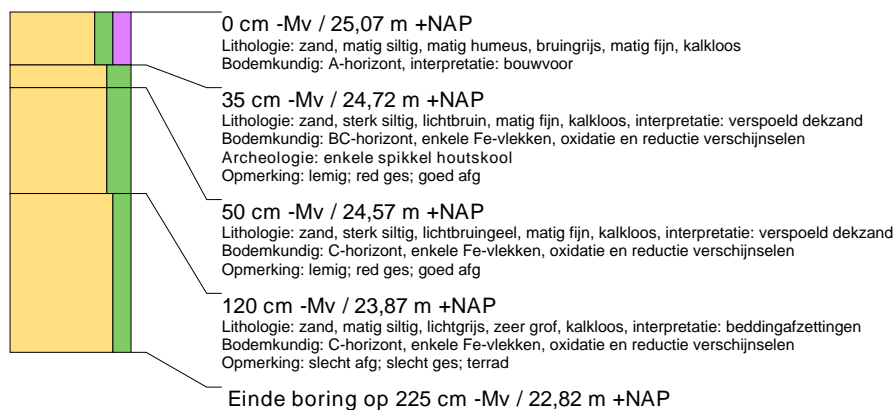 0 cm -Mv / 25,07 m +NAP
Lithologie: zand, matig siltig, matig humeus, bruingrijs, matig fijn, kalkloos
Bodemkundig: A-horizont, interpretatie: bouwvoor
35 cm -Mv / 24,72 m +NAP
Lithologie: zand, sterk siltig, lichtbruin, matig fijn, kalkloos, interpretatie: verspoeld dekzand
Bodemkundig: BC-horizont, enkele Fe-vlekken, oxidatie en reductie verschijnselen
Archeologie: enkele spikkel houtskool
Opmerking: lemig; red ges; goed afg
50 cm -Mv / 24,57 m +NAP
Lithologie: zand, sterk siltig, lichtbruingeel, matig fijn, kalkloos, interpretatie: verspoeld dekzand
Bodemkundig: C-horizont, enkele Fe-vlekken, oxidatie en reductie verschijnselen
Opmerking: lemig; red ges; goed afg
120 cm -Mv / 23,87 m +NAP
Lithologie: zand, matig siltig, lichtgrijs, zeer grof, kalkloos, interpretatie: beddingafzettingen
Bodemkundig: C-horizont, enkele Fe-vlekken, oxidatie en reductie verschijnselen
Opmerking: slecht afg; slecht ges; terrad
Einde boring op 225 cm -Mv / 22,82 m +NAP